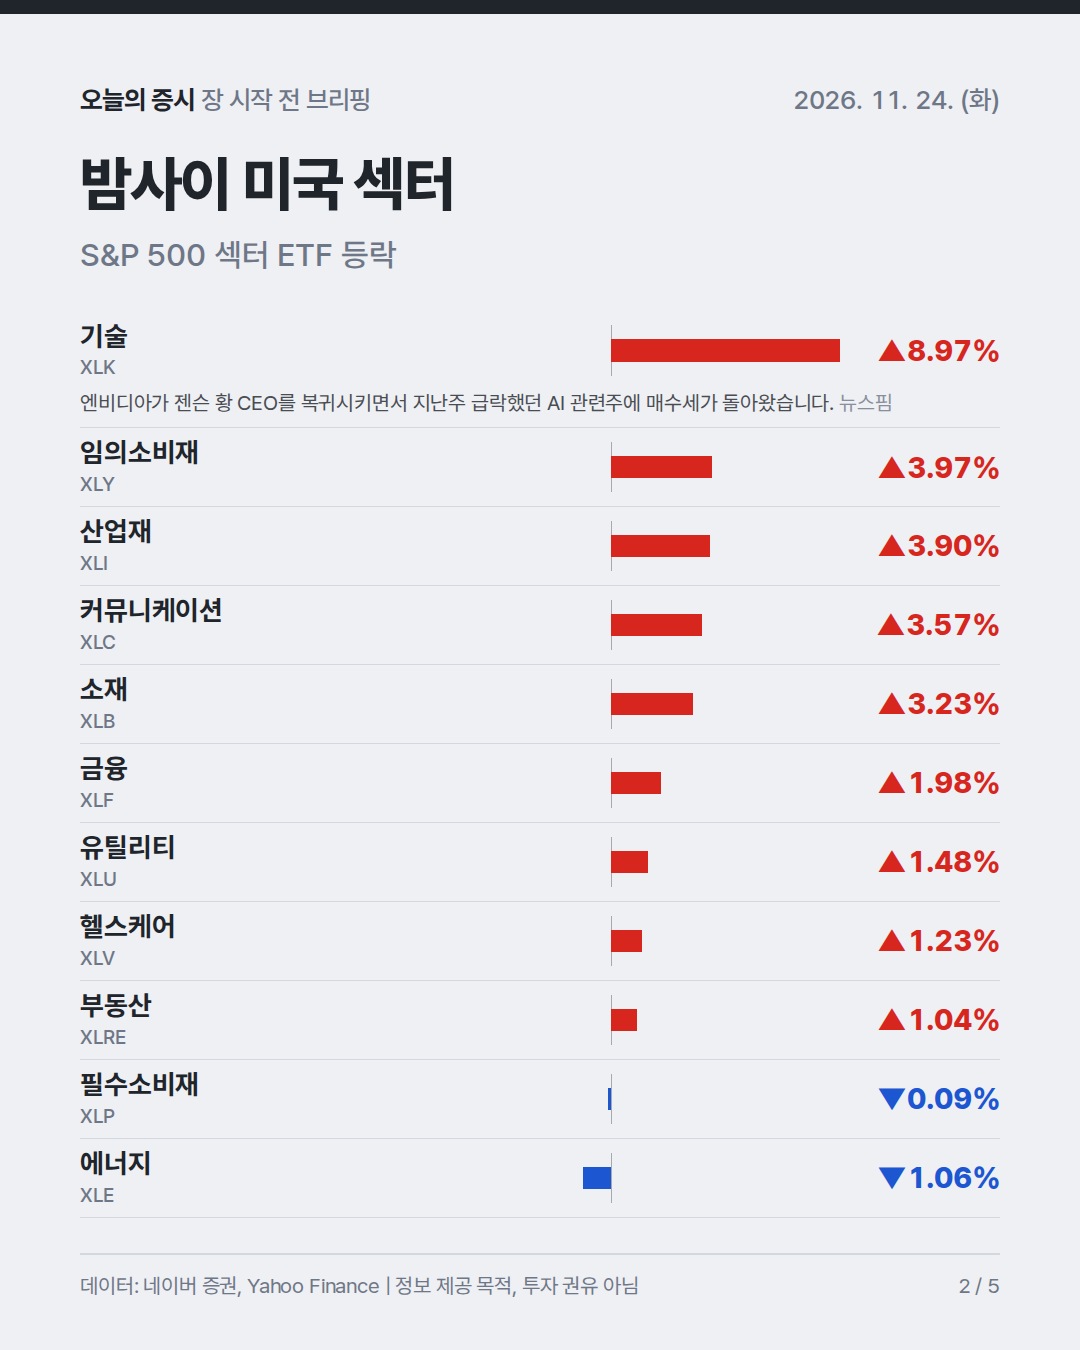 오늘의 증시 장 시작 전 브리핑
2026. 11. 24. (화)
밤사이 미국 섹터
S&P 500 섹터 ETF 등락
기술
XLK
▲8.97%
엔비디아가 젠슨 황 CEO를 복귀시키면서 지난주 급락했던 AI 관련주에 매수세가 돌아왔습니다. 뉴스핌
임의소비재
XLY
▲3.97%
산업재
XLI
▲3.90%
커뮤니케이션
XLC
▲3.57%
소재
XLB
▲3.23%
금융
XLF
▲1.98%
유틸리티
XLU
▲1.48%
헬스케어
XLV
▲1.23%
부동산
XLRE
▲1.04%
필수소비재
XLP
▼0.09%
에너지
XLE
▼1.06%
데이터: 네이버 증권, Yahoo Finance | 정보 제공 목적, 투자 권유 아님
2 / 5